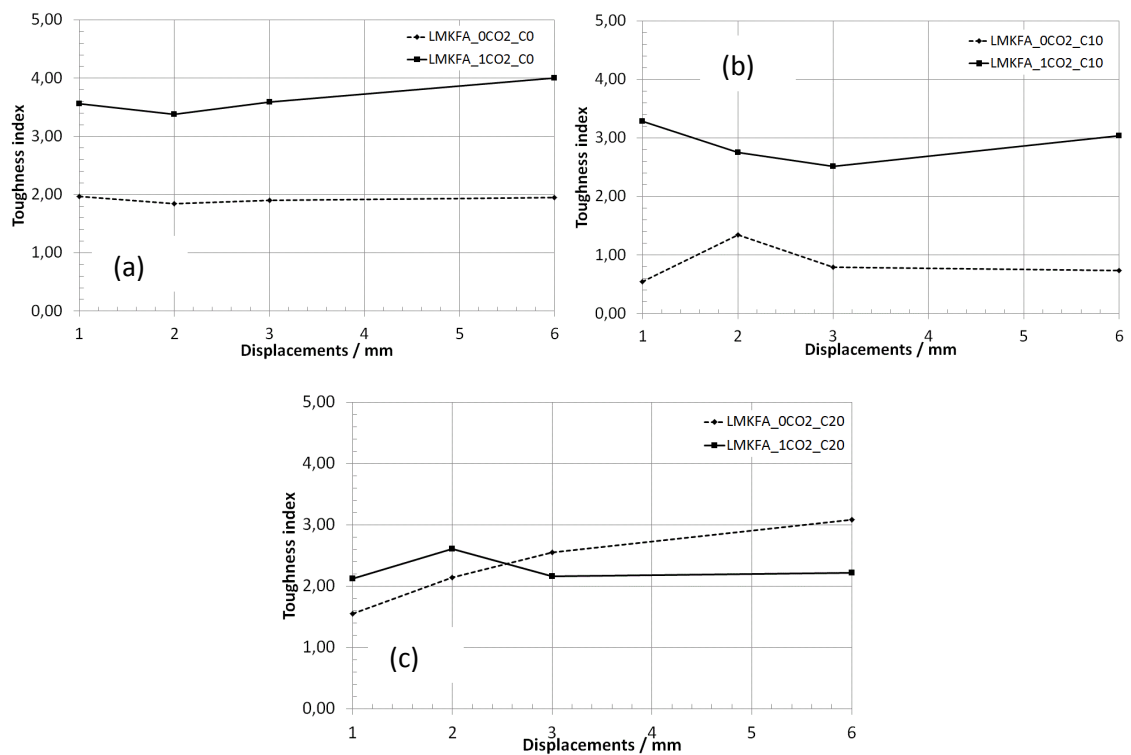 5,00
4,00
3,00
2,00
1,00
0,00
Toughness index
LMKFA_0CO2_C0
LMKFA_1CO2_C0
(a)
1 2 3 4 5 6
Displacements / mm
5,00
4,00
3,00
2,00
1,00
0,00
Toughness index
LMKFA_0CO2_C10
LMKFA_1CO2_C10
(b)
1 2 3 4 5 6
Displacements / mm
5,00
4,00
3,00
2,00
1,00
0,00
Toughness index
LMKFA_0CO2_C20
LMKFA_1CO2_C20
(c)
1 2 3 4 5 6
Displacements / mm